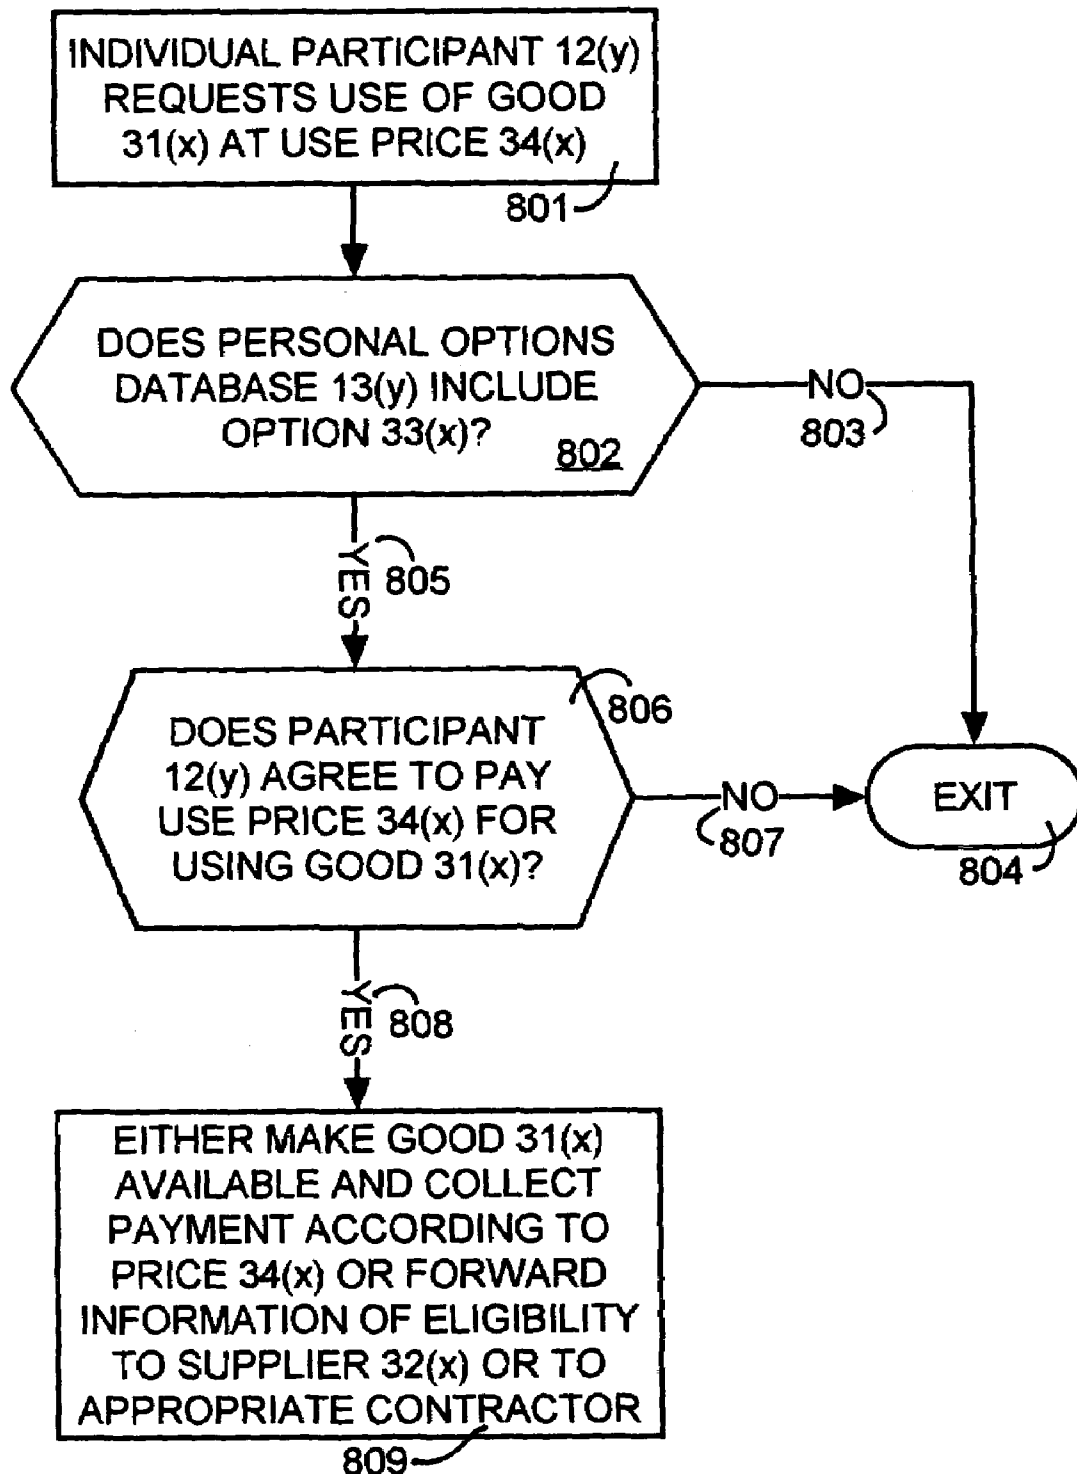 INDIVIDUAL PARTICIPANT 12(y)
REQUESTS USE OF GOOD
31(x) AT USE PRICE 34(x)
801
DOES PERSONAL OPTIONS
DATABASE 13(y) INCLUDE
OPTION 33(x)?
802
NO
803
YES
805
806
DOES PARTICIPANT
12(y) AGREE TO PAY
USE PRICE 34(x) FOR
USING GOOD 31(x)?
NO
807
EXIT
804
YES
808
EITHER MAKE GOOD 31(x)
AVAILABLE AND COLLECT
PAYMENT ACCORDING TO
PRICE 34(x) OR FORWARD
INFORMATION OF ELIGIBILITY
TO SUPPLIER 32(x) OR TO
APPROPRIATE CONTRACTOR
809